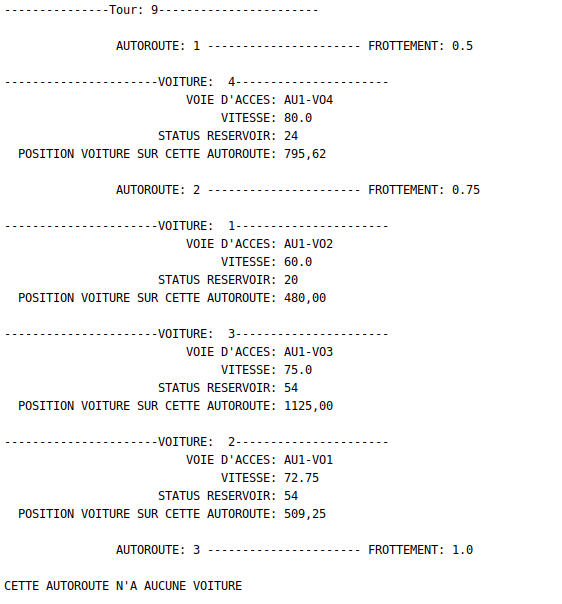 ---------------Tour: 9-----------------------
AUTOROUTE: 1 ---------------------- FROTTEMENT: 0.5
----------------------VOITURE:  4----------------------
VOIE D'ACCES: AU1-VO4
VITESSE: 80.0
STATUS RESERVOIR: 24
POSITION VOITURE SUR CETTE AUTOROUTE: 795,62
AUTOROUTE: 2 ---------------------- FROTTEMENT: 0.75
----------------------VOITURE:  1----------------------
VOIE D'ACCES: AU1-VO2
VITESSE: 60.0
STATUS RESERVOIR: 20
POSITION VOITURE SUR CETTE AUTOROUTE: 480,00
----------------------VOITURE:  3----------------------
VOIE D'ACCES: AU1-VO3
VITESSE: 75.0
STATUS RESERVOIR: 54
POSITION VOITURE SUR CETTE AUTOROUTE: 1125,00
----------------------VOITURE:  2----------------------
VOIE D'ACCES: AU1-VO1
VITESSE: 72.75
STATUS RESERVOIR: 54
POSITION VOITURE SUR CETTE AUTOROUTE: 509,25
AUTOROUTE: 3 ---------------------- FROTTEMENT: 1.0
CETTE AUTOROUTE N'A AUCUNE VOITURE